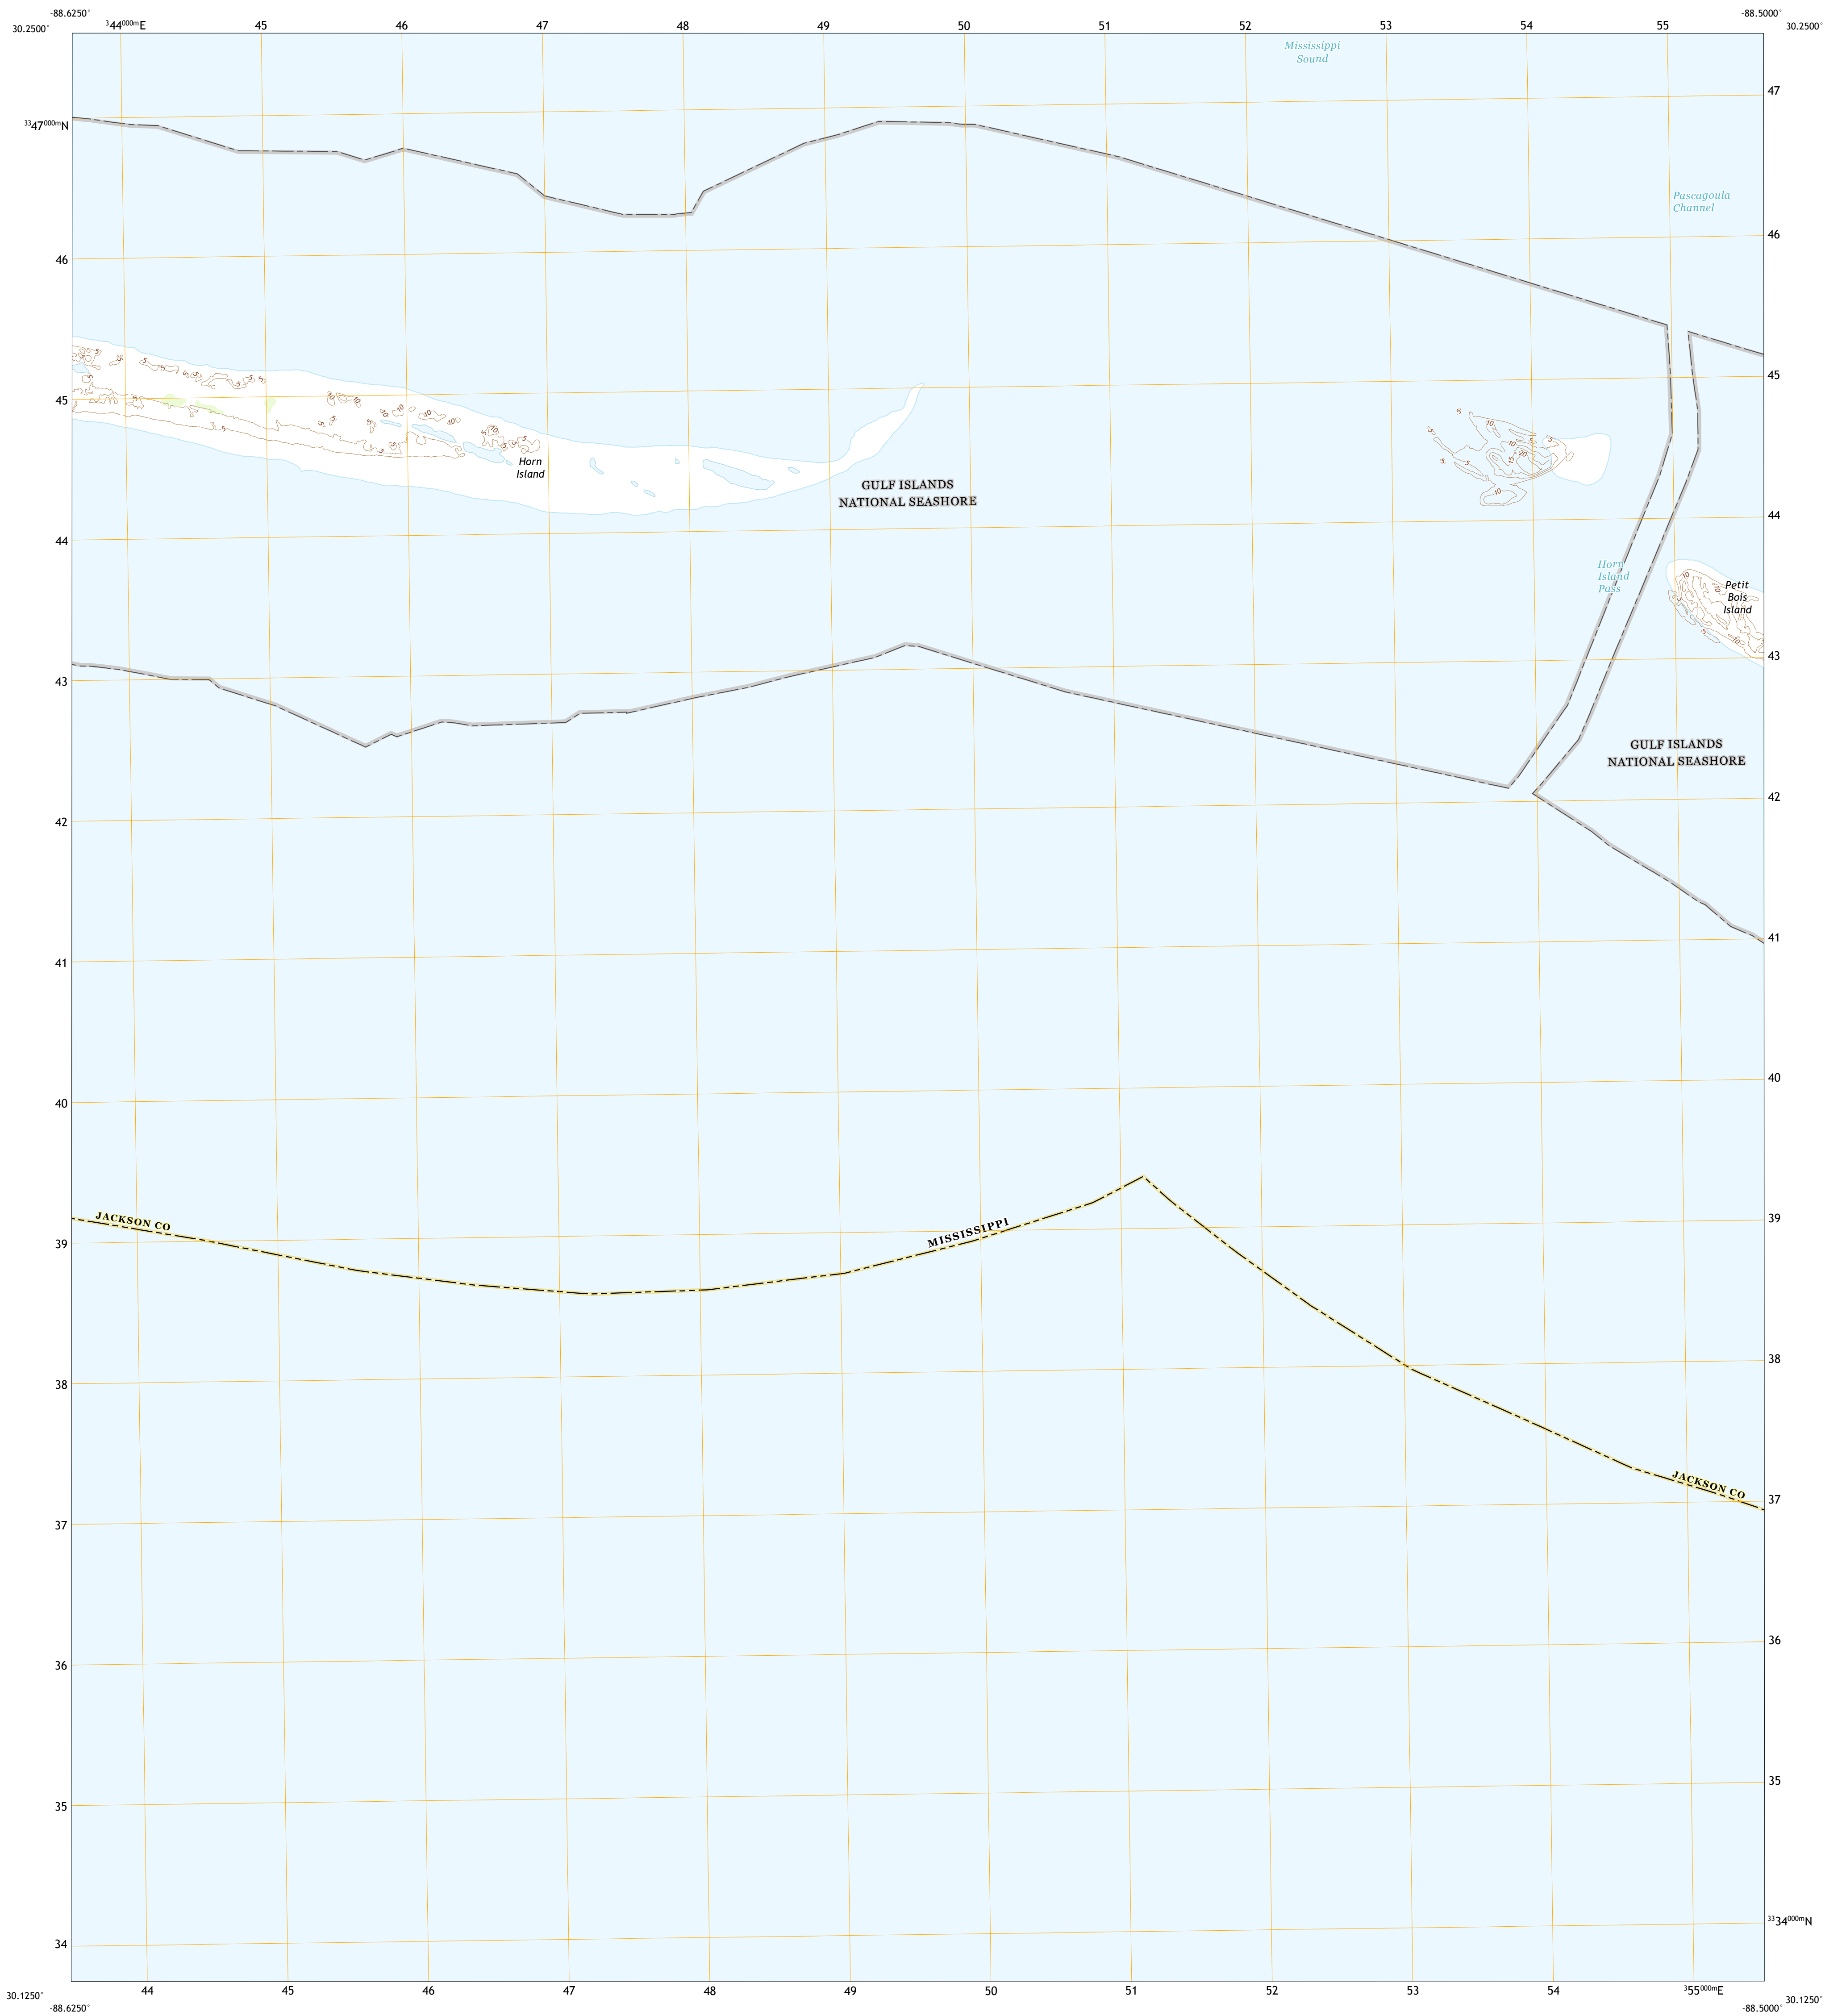 -88.6250°
-88.5000°
30.2500°
³44⁰⁰⁰ᵐE 45 46 47 48 49 50 51 52 53 54 55
30.2500°
Mississippi
Sound
47
³³47⁰⁰⁰ᵐN
Pascagoula
Channel
46
46
45
45
Horn
Island
GULF ISLANDS
NATIONAL SEASHORE
44
44
Horn
Island
Pass
Petit
Bois
Island
43
43
GULF ISLANDS
NATIONAL SEASHORE
42
42
41
41
40
40
JACKSON CO
MISSISSIPPI
39
39
38
38
JACKSON CO
37
37
36
36
35
35
³³34⁰⁰⁰ᵐN
34
44 45 46 47 48 49 50 51 52 53 54 ³55⁰⁰⁰ᵐE
30.1250°
30.1250°
-88.6250°
-88.5000°